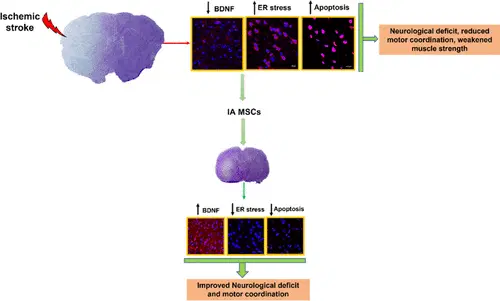 Ischemic
stroke
↓ BDNF ↑ ER stress ↑ Apoptosis
Neurological deficit, reduced
motor coordination, weakened
muscle strength
IA MSCs
↑ BDNF ↓ ER stress ↓ Apoptosis
Improved Neurological deficit
and motor coordination